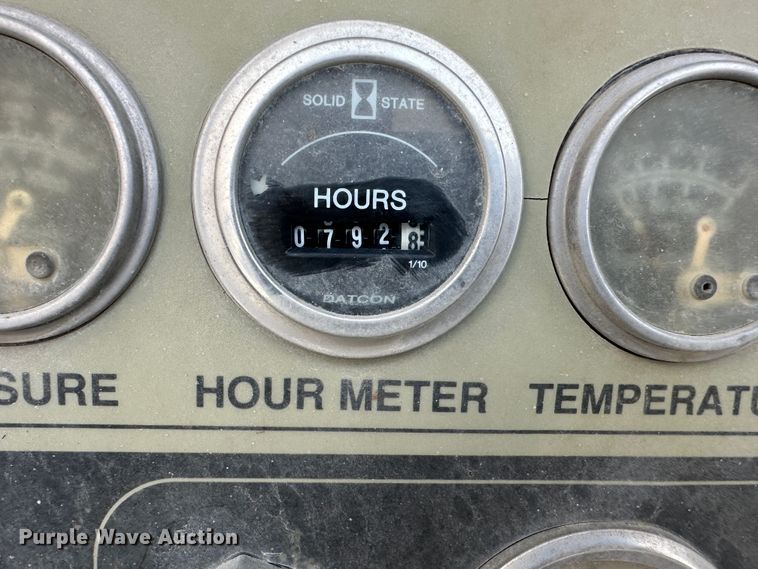 SOLID STATE
HOURS
0 7 9 2 8
1/10
DATCON
SURE
HOUR METER
TEMPERATU
Purple Wave Auction